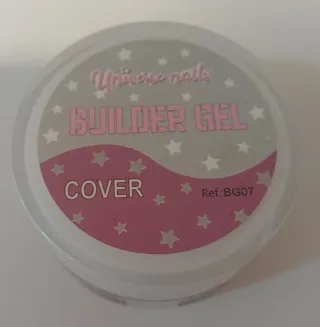 Universe nails
BUILDER GEL
COVER
Ref: BG07